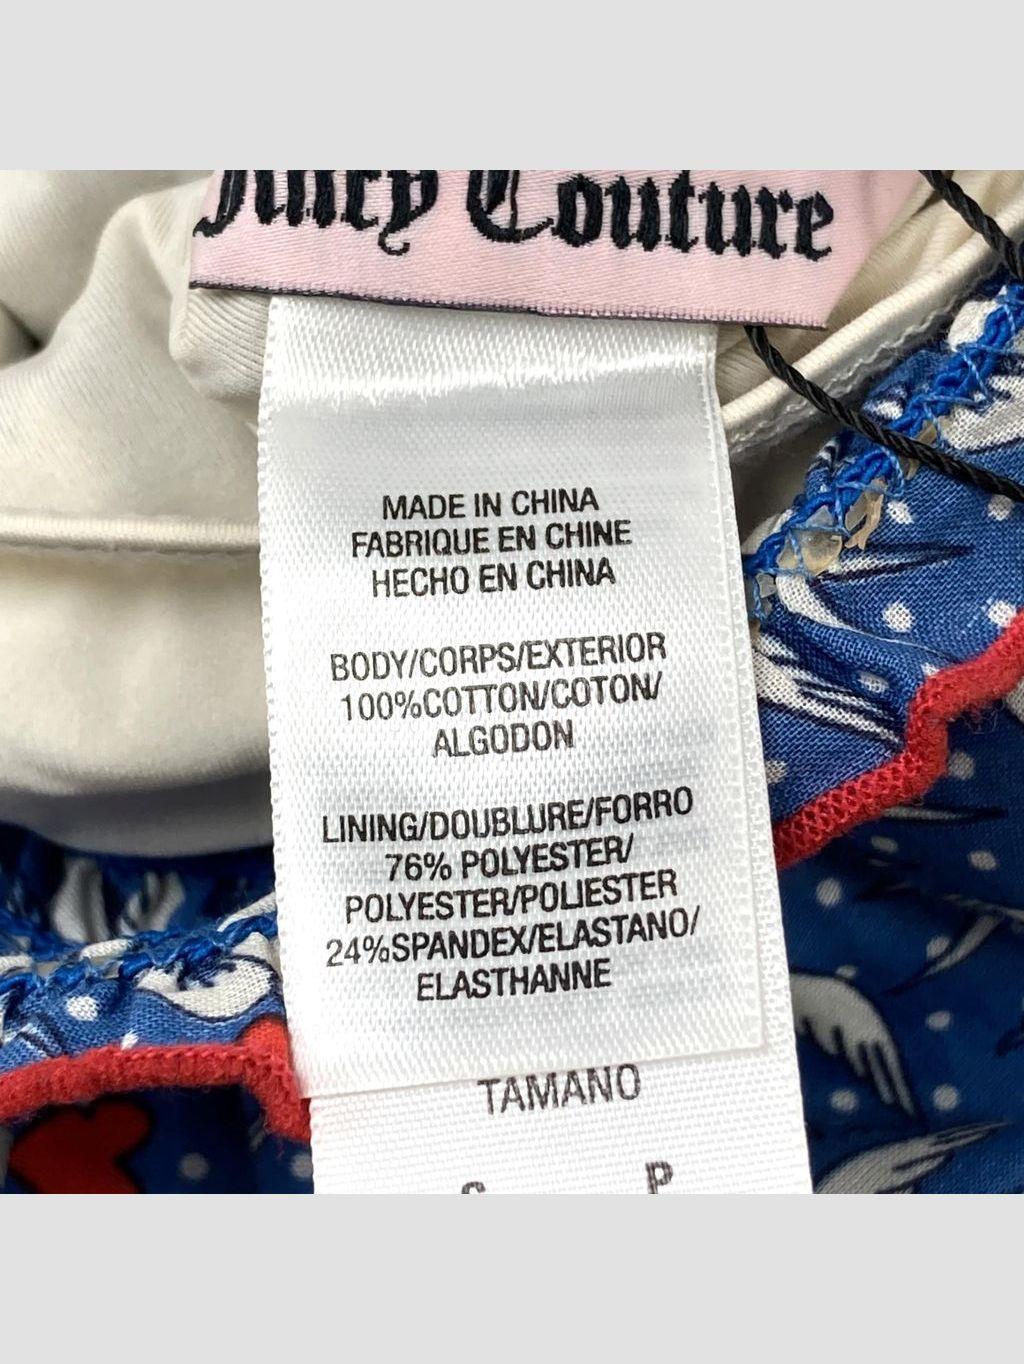 Juicy Couture
MADE IN CHINA
FABRIQUE EN CHINE
HECHO EN CHINA
BODY/CORPS/EXTERIOR
100%COTTON/COTON/
ALGODON
LINING/DOUBLURE/FORRO
76% POLYESTER/
POLYESTER/POLIESTER
24%SPANDEX/ELASTANO/
ELASTHANNE
TAMANO
S P